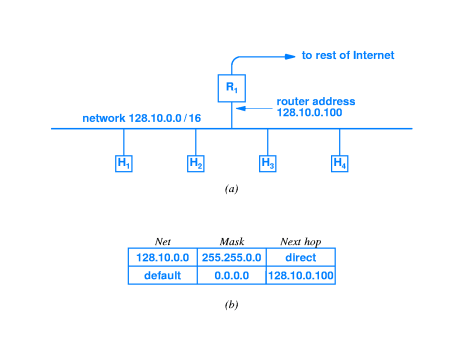 to rest of Internet
R1
router address
128.10.0.100
network 128.10.0.0 / 16
H1 H2 H3 H4
(a)
Net Mask Next hop
128.10.0.0 255.255.0.0 direct
default 0.0.0.0 128.10.0.100
(b)